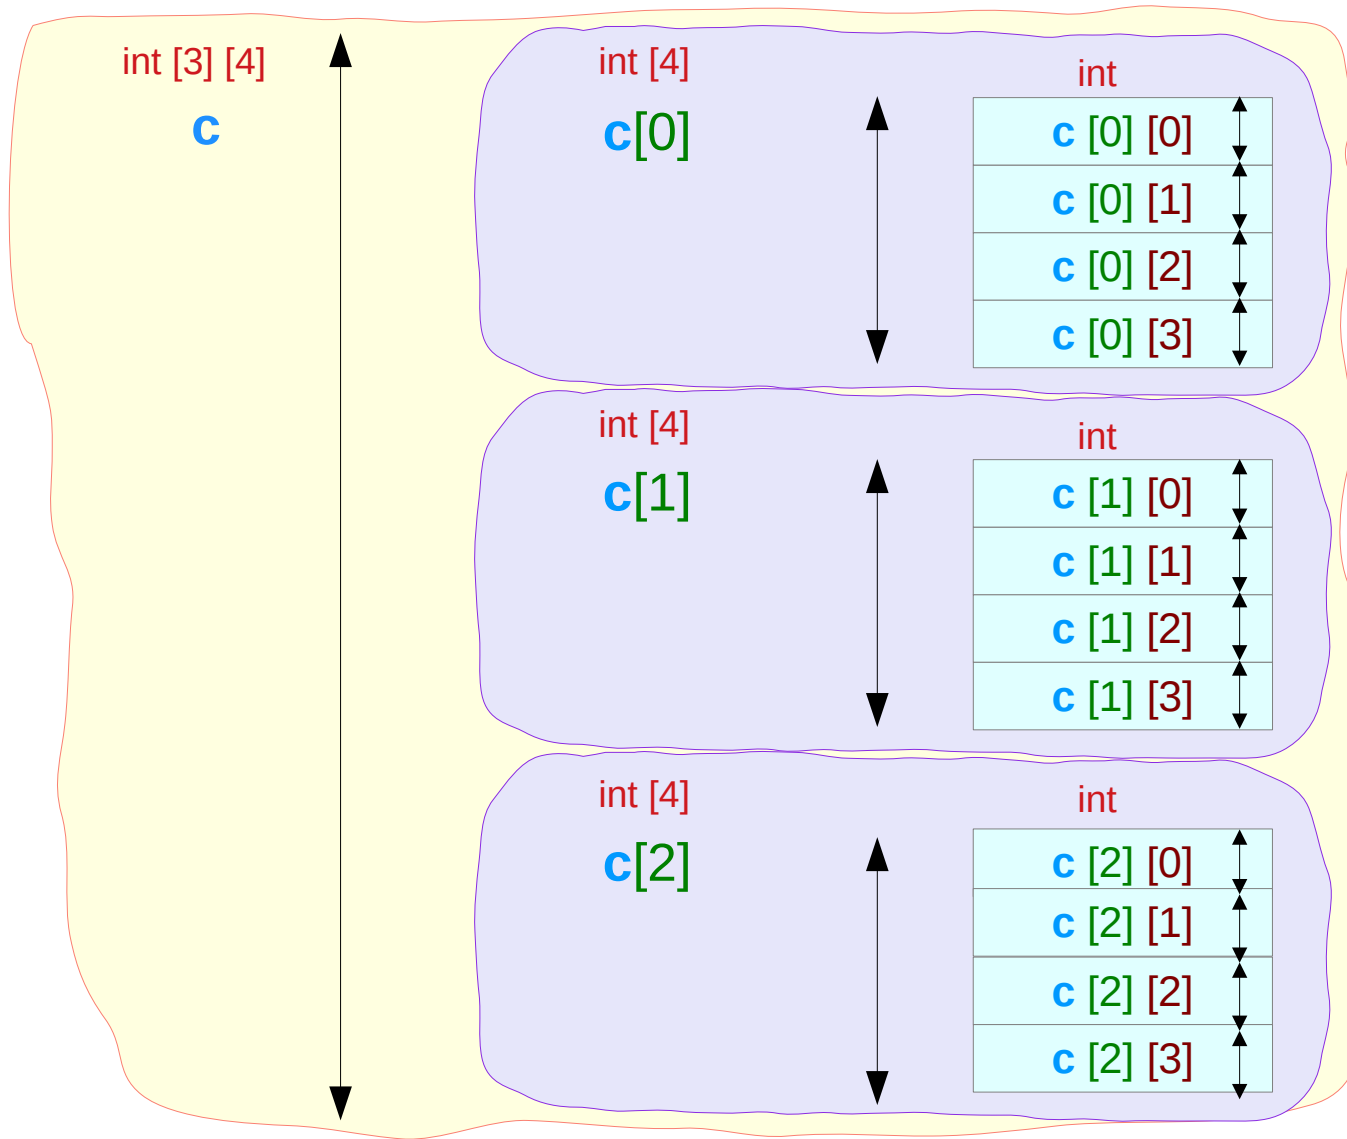 int [3] [4]
c
int [4]
c[0]
int
c [0] [0]
c [0] [1]
c [0] [2]
c [0] [3]
int [4]
c[1]
int
c [1] [0]
c [1] [1]
c [1] [2]
c [1] [3]
int [4]
c[2]
int
c [2] [0]
c [2] [1]
c [2] [2]
c [2] [3]